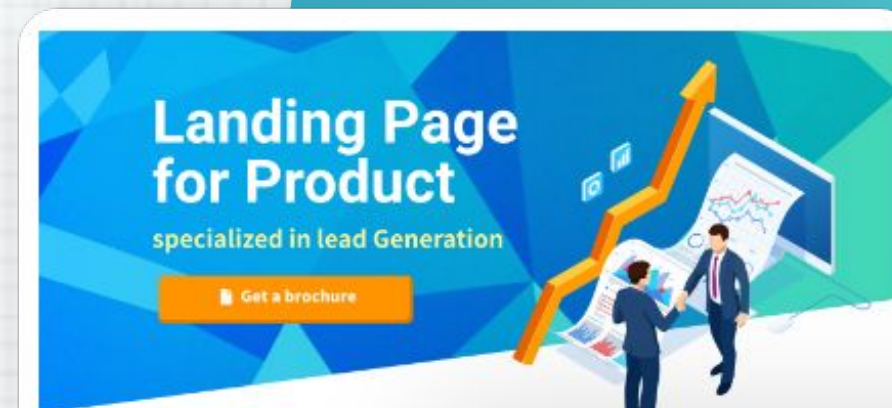 Landing Page
for Product
specialized in lead Generation
Get a brochure